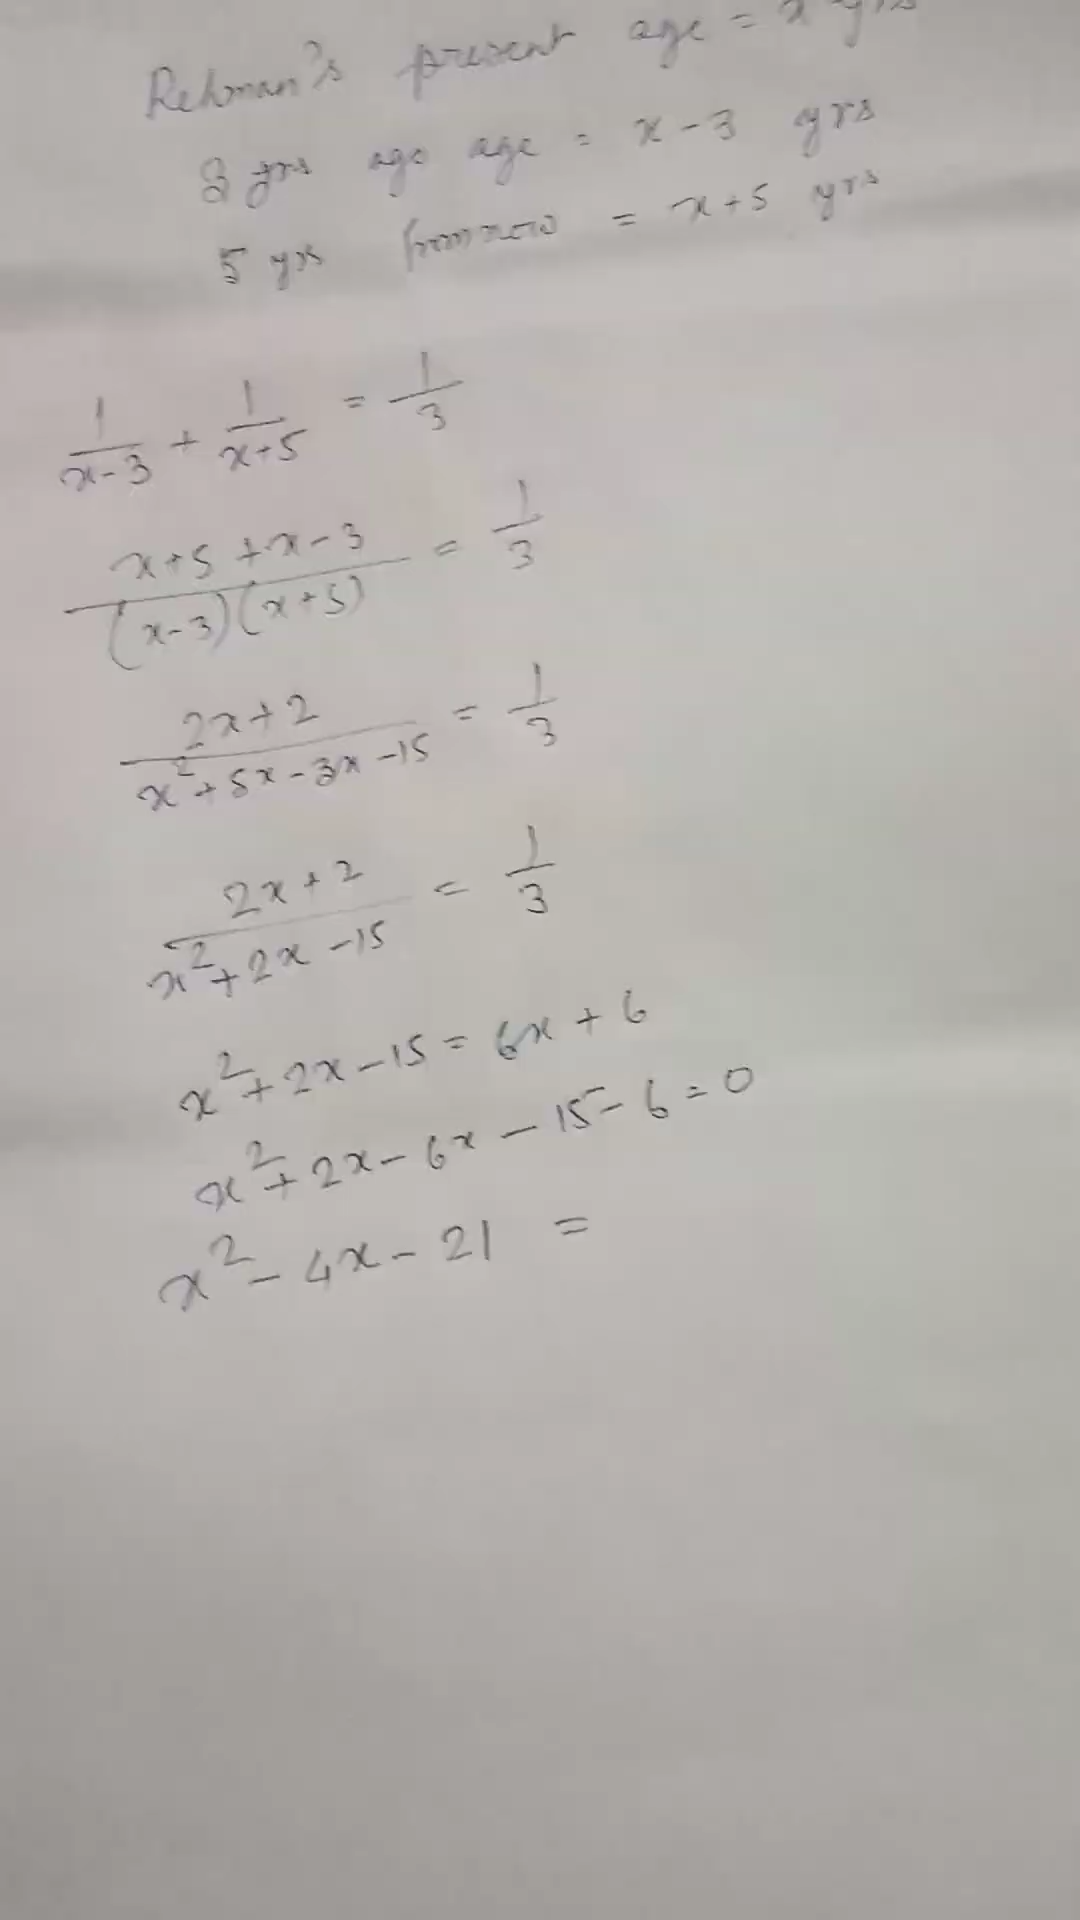 Rehman's present age = x yrs
3 yrs ago age = x-3 yrs
5 yrs from now = x+5 yrs
1/(x-3) + 1/(x+5) = 1/3
(x+5+x-3)/((x-3)(x+5)) = 1/3
(2x+2)/(x²+5x-3x-15) = 1/3
(2x+2)/(x²+2x-15) = 1/3
x²+2x-15 = 6x+6
x²+2x-6x-15-6=0
x²-4x-21 =